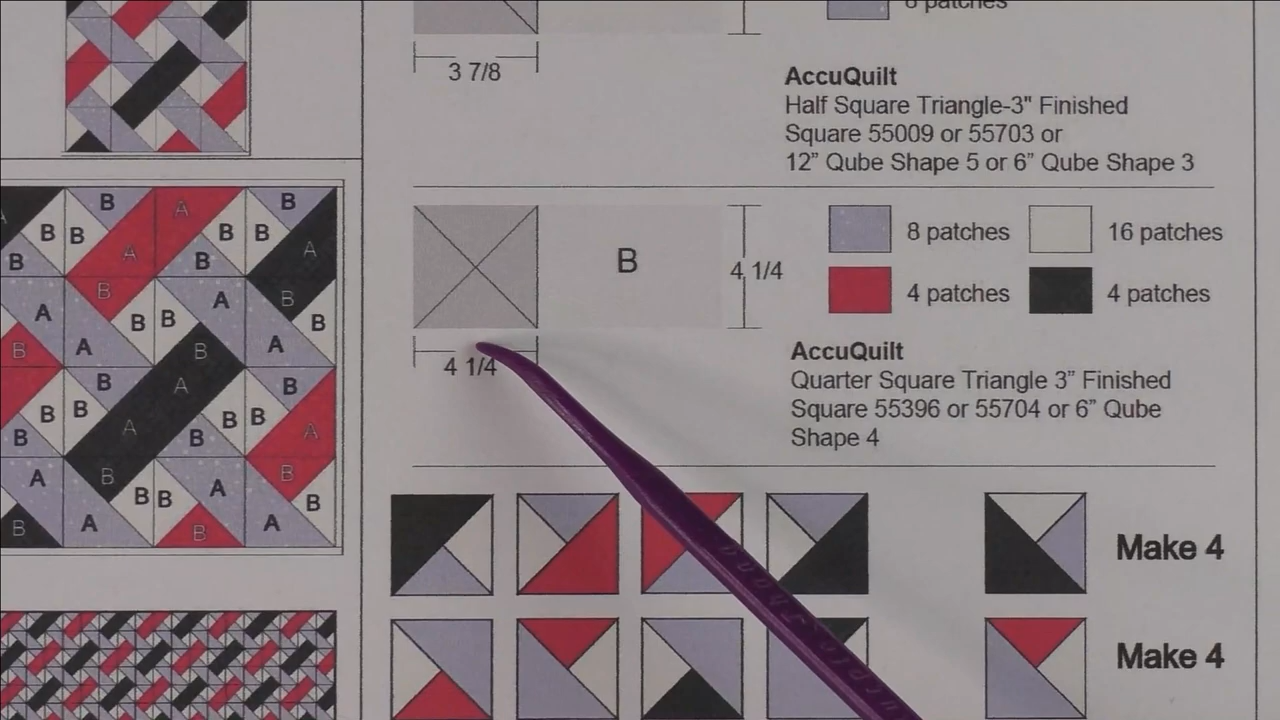 3 7/8
AccuQuilt
Half Square Triangle-3" Finished
Square 55009 or 55703 or
12” Qube Shape 5 or 6” Qube Shape 3
B
4 1/4
4 1/4
8 patches
16 patches
4 patches
4 patches
AccuQuilt
Quarter Square Triangle 3” Finished
Square 55396 or 55704 or 6” Qube
Shape 4
Make 4
Make 4
B A B
B B A B B A
B B
B A B
A B B B
B A B A
B A B
B B A B B A
B B
A B B A B
B A B A